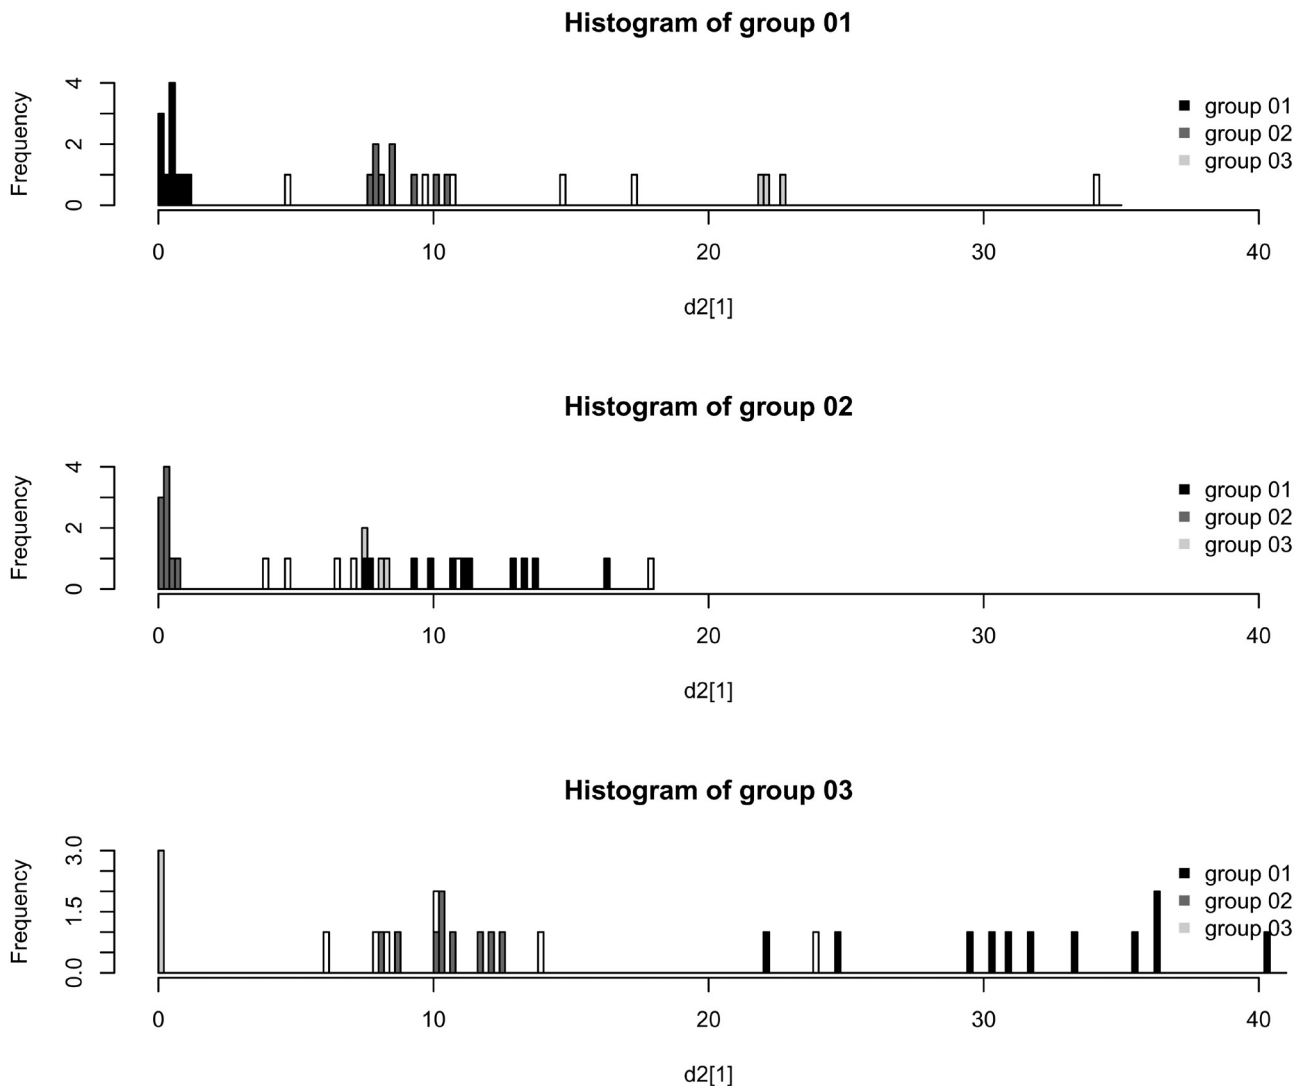 Histogram of group 01
Frequency
4
2
0
group 01
group 02
group 03
0 10 20 30 40
d2[1]
Histogram of group 02
Frequency
4
2
0
group 01
group 02
group 03
0 10 20 30 40
d2[1]
Histogram of group 03
Frequency
3.0
1.5
0.0
group 01
group 02
group 03
0 10 20 30 40
d2[1]